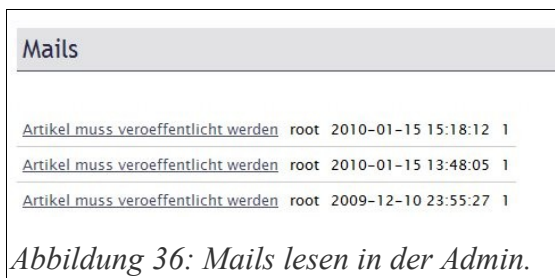 Mails
Artikel muss veroeffentlicht werden root 2010-01-15 15:18:12 1
Artikel muss veroeffentlicht werden root 2010-01-15 13:48:05 1
Artikel muss veroeffentlicht werden root 2009-12-10 23:55:27 1
Abbildung 36: Mails lesen in der Admin.